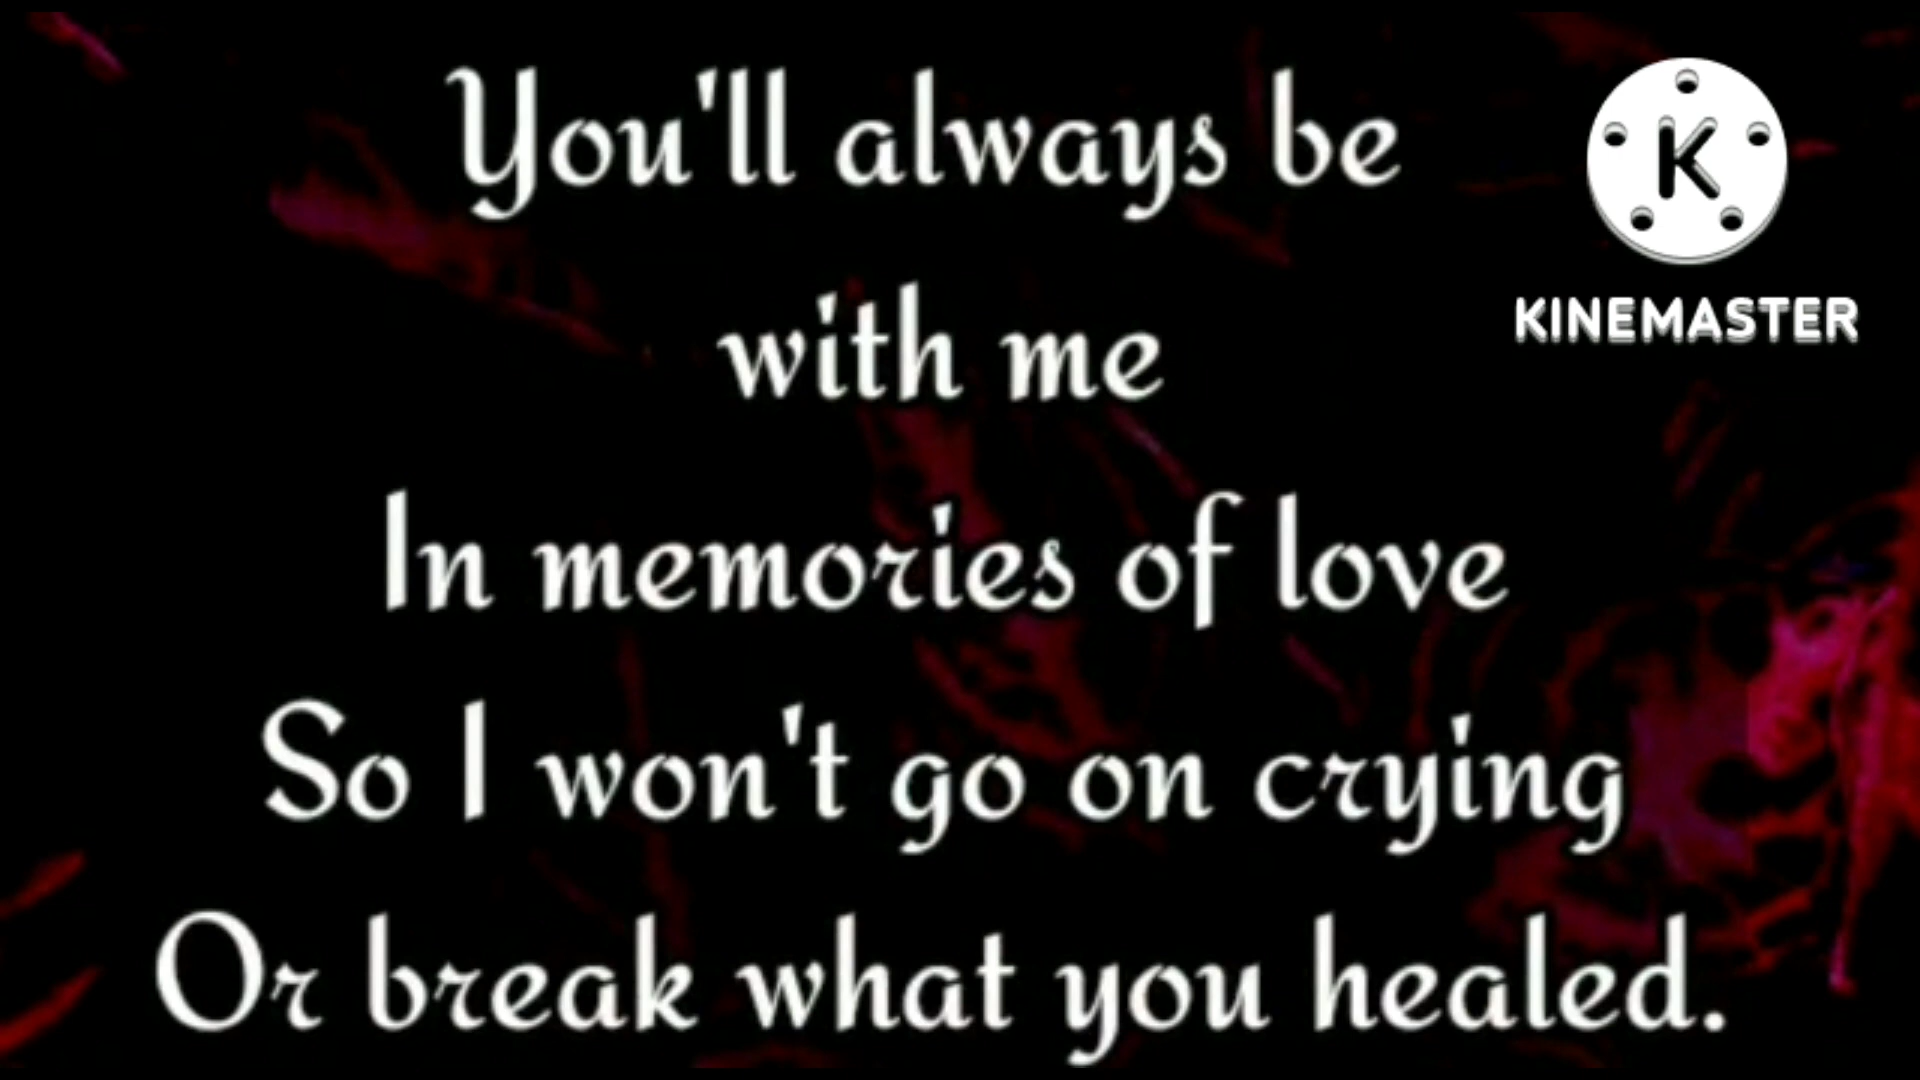 You'll always be
KINEMASTER
with me
In memories of love
So I won't go on crying
Or break what you healed.